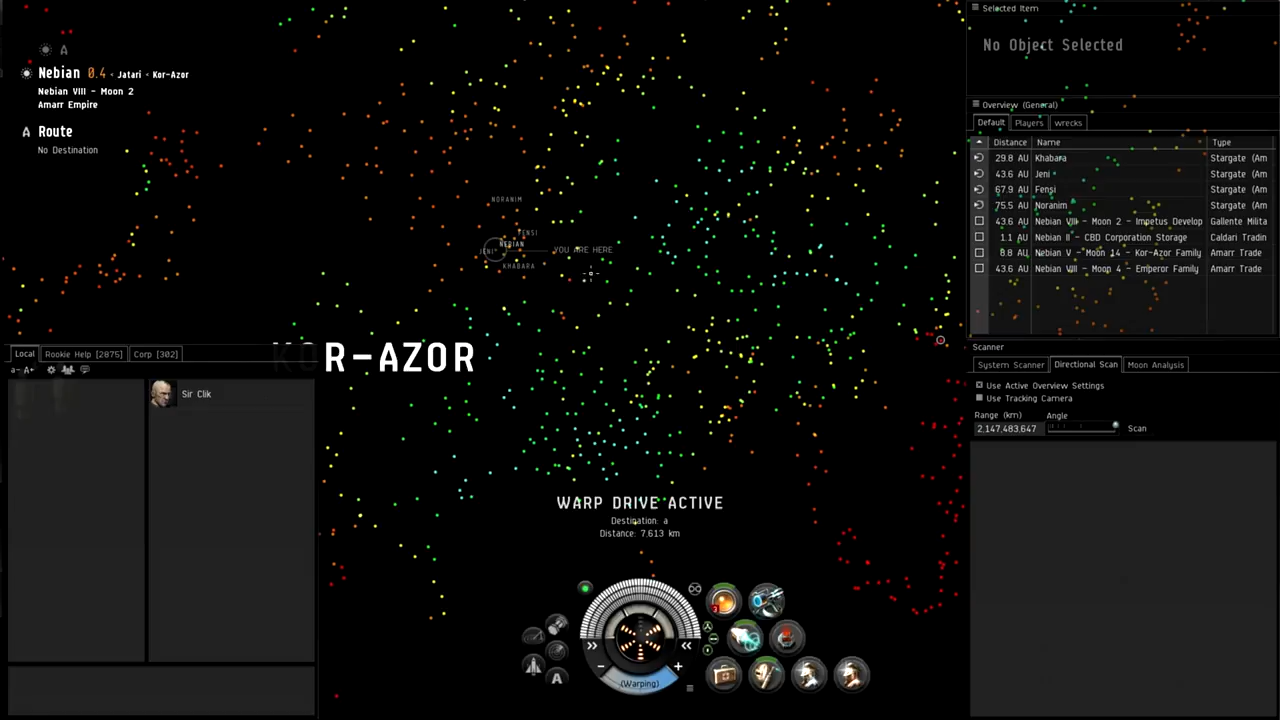 A
Nebian 0.4 < Jatari < Kor-Azor
Nebian VIII - Moon 2
Amarr Empire
A Route
No Destination
NORANIM
FENSI
NEBIAN
JENI
YOU ARE HERE
KHABARA
KOR-AZOR
Local
Rookie Help [2875]
Corp [302]
a- A+
Sir Clik
WARP DRIVE ACTIVE
Destination: a
Distance: 7,613 km
(Warping)
A
3
Selected Item
No Object Selected
Overview (General)
Default Players wrecks
Distance Name Type
29.8 AU Khabara Stargate (Am
43.6 AU Jeni Stargate (Am
67.9 AU Fensi Stargate (Am
75.5 AU Noranim Stargate (Am
43.6 AU Nebian VIII - Moon 2 - Impetus Develop Gallente Milita
1.1 AU Nebian II - CBD Corporation Storage Caldari Tradin
8.8 AU Nebian V - Moon 14 - Kor-Azor Family Amarr Trade
43.6 AU Nebian VIII - Moon 4 - Emperor Family Amarr Trade
Scanner
System Scanner Directional Scan Moon Analysis
Use Active Overview Settings
Use Tracking Camera
Range (km) Angle
2,147,483,647 Scan